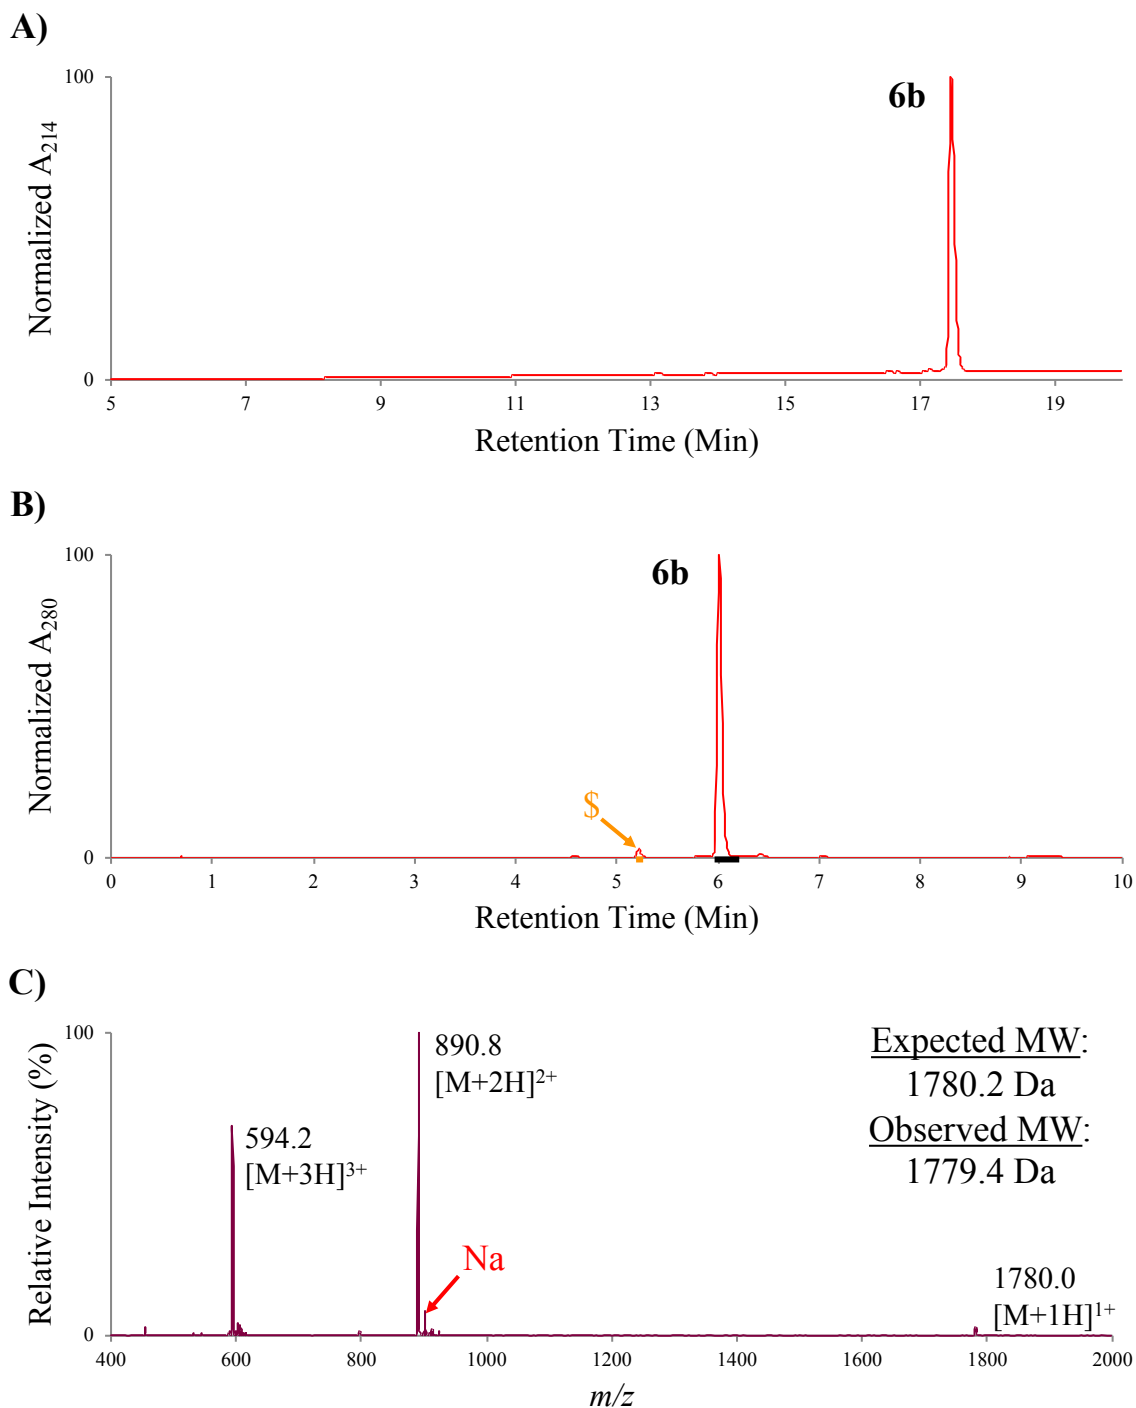 A)
100
6b
Normalized A214
0
5 7 9 11 13 15 17 19
Retention Time (Min)
B)
100
6b
Normalized A280
$
0
0 1 2 3 4 5 6 7 8 9 10
Retention Time (Min)
C)
100
890.8
[M+2H]2+
594.2
[M+3H]3+
Relative Intensity (%)
Na
Expected MW:
1780.2 Da
Observed MW:
1779.4 Da
1780.0
[M+1H]1+
0
400 600 800 1000 1200 1400 1600 1800 2000
m/z